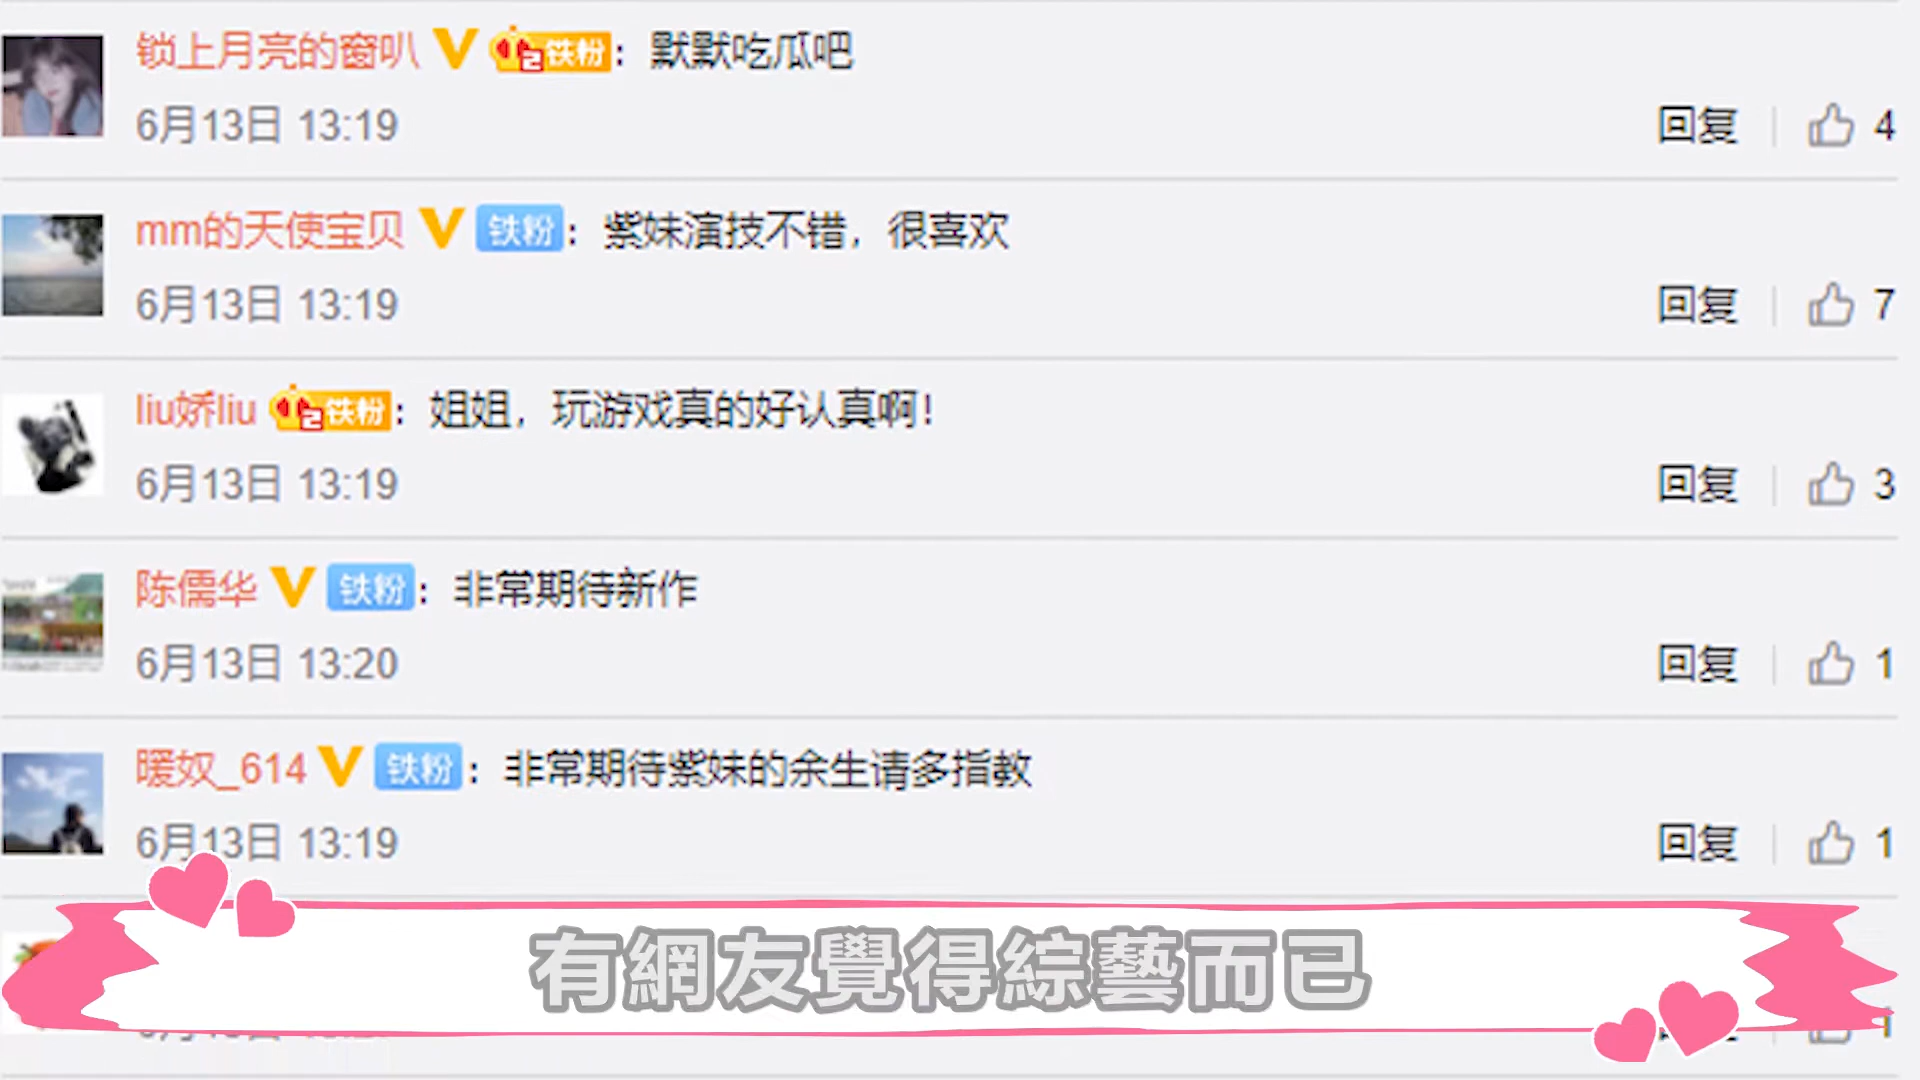 锁上月亮的窗叭 2铁粉：默默吃瓜吧
6月13日 13:19
回复 4
mm的天使宝贝 铁粉：紫妹演技不错，很喜欢
6月13日 13:19
回复 7
liu娇liu 2铁粉：姐姐，玩游戏真的好认真啊！
6月13日 13:19
回复 3
陈儒华 铁粉：非常期待新作
6月13日 13:20
回复 1
暖奴_614 铁粉：非常期待紫妹的余生请多指教
6月13日 13:19
回复 1
有網友覺得綜藝而已
1